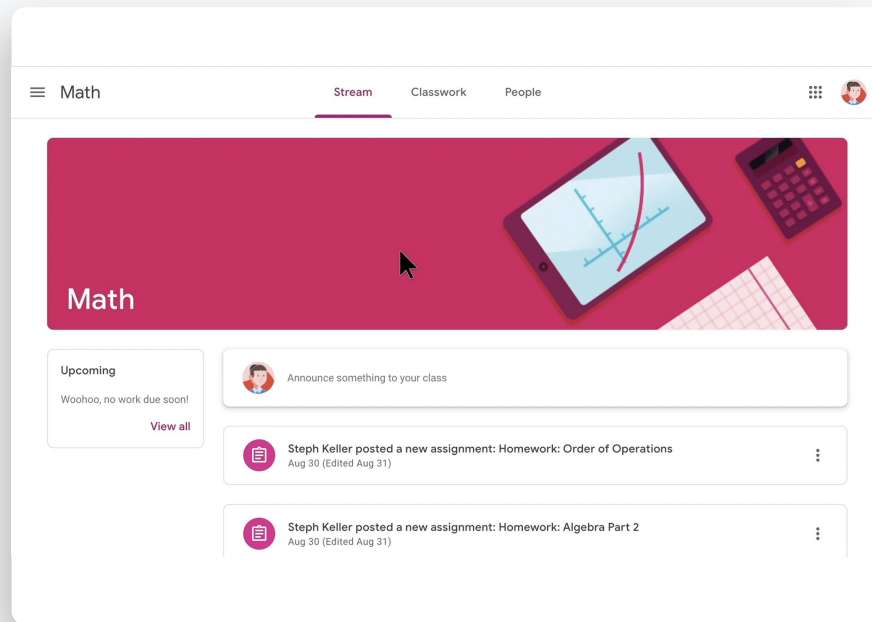 Math
Stream
Classwork
People
Math
Upcoming
Woohoo, no work due soon!
View all
Announce something to your class
Steph Keller posted a new assignment: Homework: Order of Operations
Aug 30 (Edited Aug 31)
Steph Keller posted a new assignment: Homework: Algebra Part 2
Aug 30 (Edited Aug 31)